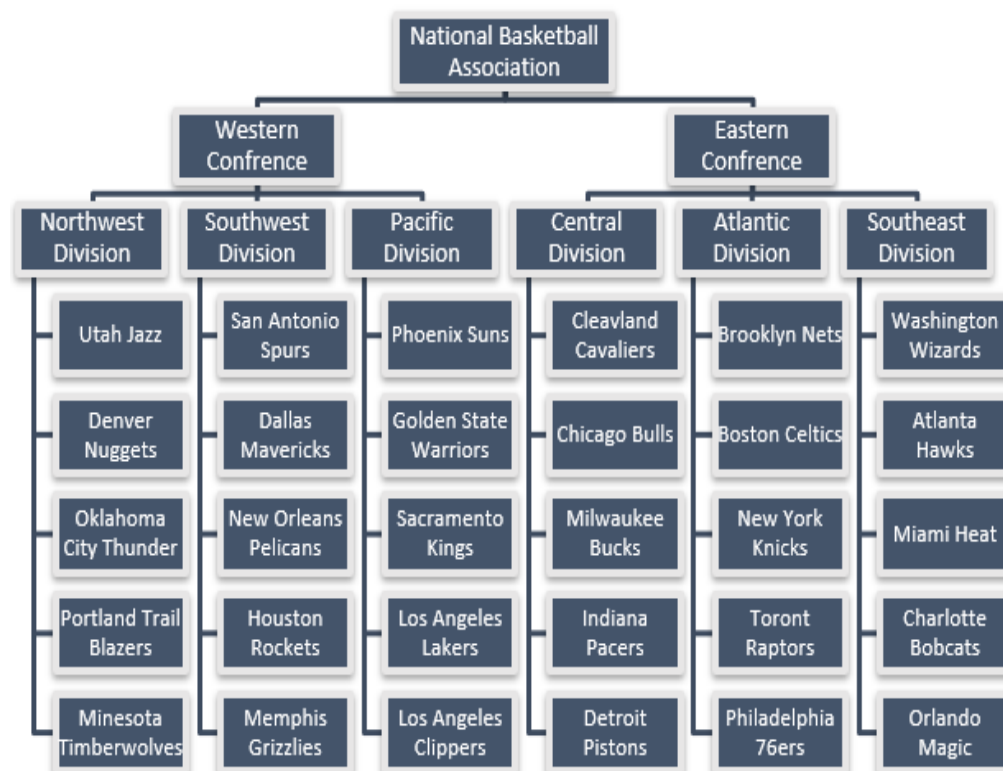 National Basketball
Association
Western
Confrence
Eastern
Confrence
Northwest
Division
Southwest
Division
Pacific
Division
Central
Division
Atlantic
Division
Southeast
Division
Utah Jazz
San Antonio
Spurs
Phoenix Suns
Cleavland
Cavaliers
Brooklyn Nets
Washington
Wizards
Denver
Nuggets
Dallas
Mavericks
Golden State
Warriors
Chicago Bulls
Boston Celtics
Atlanta
Hawks
Oklahoma
City Thunder
New Orleans
Pelicans
Sacramento
Kings
Milwaukee
Bucks
New York
Knicks
Miami Heat
Portland Trail
Blazers
Houston
Rockets
Los Angeles
Lakers
Indiana
Pacers
Toront
Raptors
Charlotte
Bobcats
Minesota
Timberwolves
Memphis
Grizzlies
Los Angeles
Clippers
Detroit
Pistons
Philadelphia
76ers
Orlando
Magic